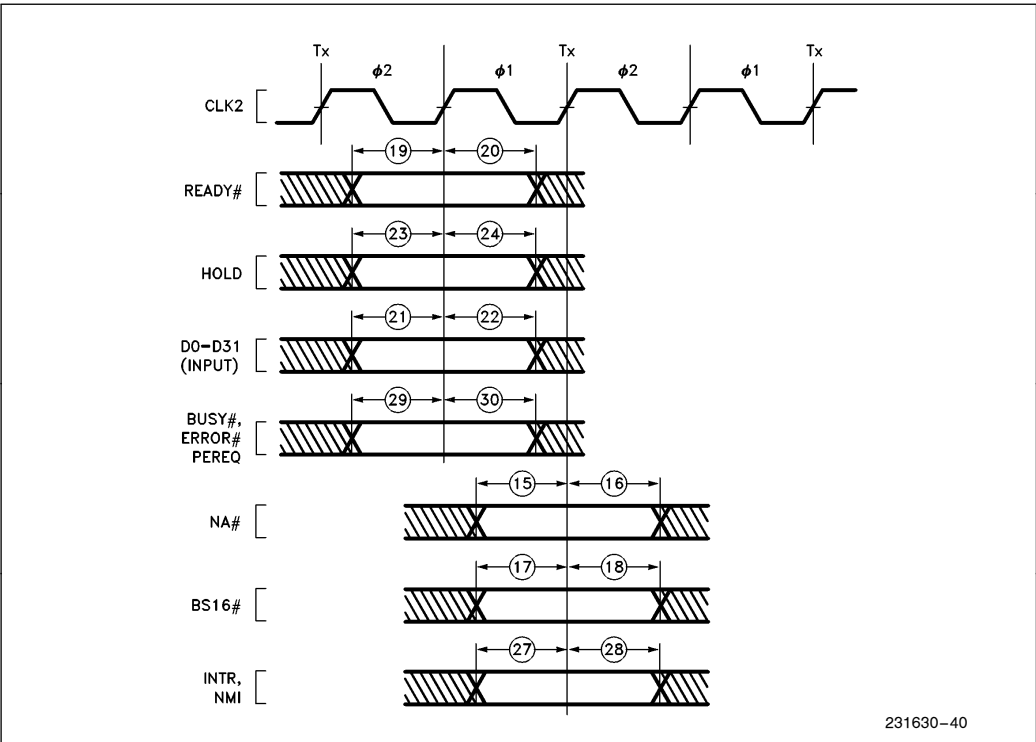 Tx Tx Tx
φ2 φ1 φ2 φ1
CLK2
19 20
READY#
23 24
HOLD
21 22
D0–D31
(INPUT)
29 30
BUSY#,
ERROR#
PEREQ
15 16
NA#
17 18
BS16#
27 28
INTR,
NMI
231630–40